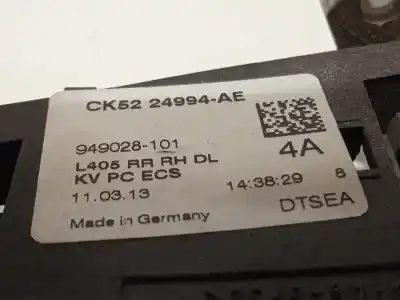 CK52 24994-AE
949028-101
4A
L405 RR RH DL
KV PC ECS
11.03.13 14:38:29 8
Made in Germany DTSEA